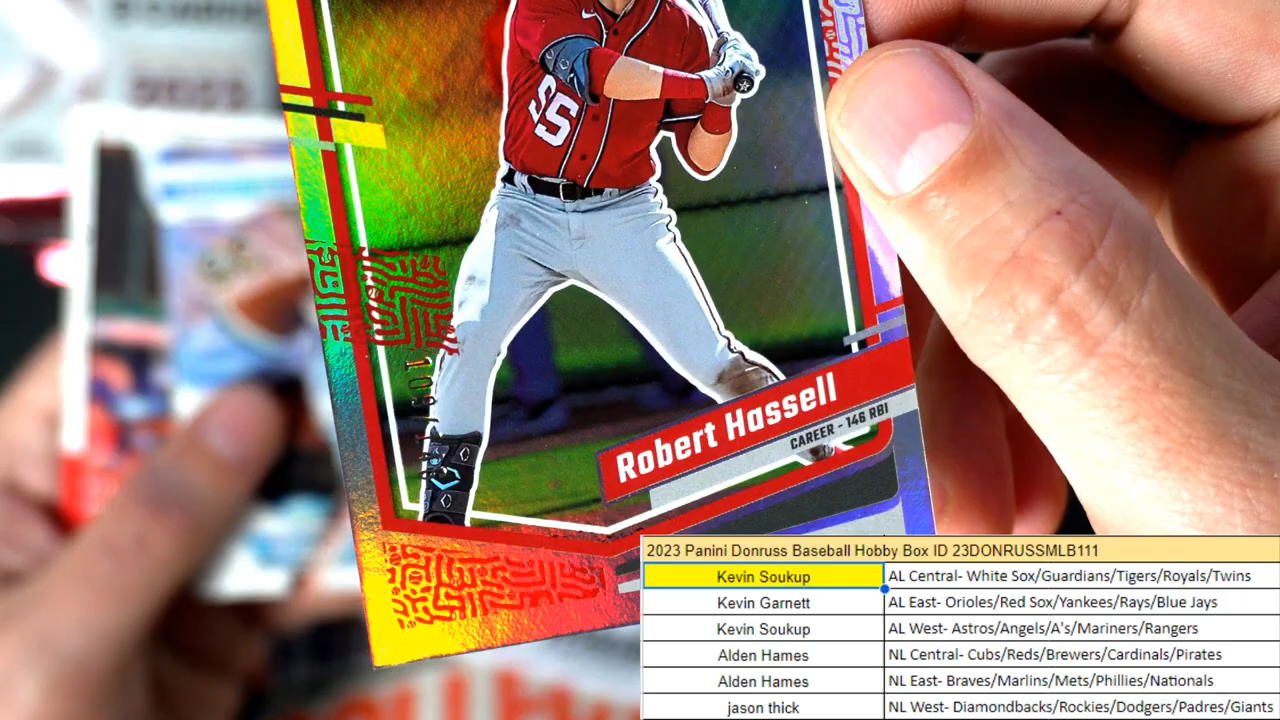 55
Robert Hassell
CAREER - 146 RBI
2023 Panini Donruss Baseball Hobby Box ID 23DONRUSSMLB111
Kevin Soukup AL Central- White Sox/Guardians/Tigers/Royals/Twins
Kevin Garnett AL East- Orioles/Red Sox/Yankees/Rays/Blue Jays
Kevin Soukup AL West- Astros/Angels/A's/Mariners/Rangers
Alden Hames NL Central- Cubs/Reds/Brewers/Cardinals/Pirates
Alden Hames NL East- Braves/Marlins/Mets/Phillies/Nationals
jason thick NL West- Diamondbacks/Rockies/Dodgers/Padres/Giants